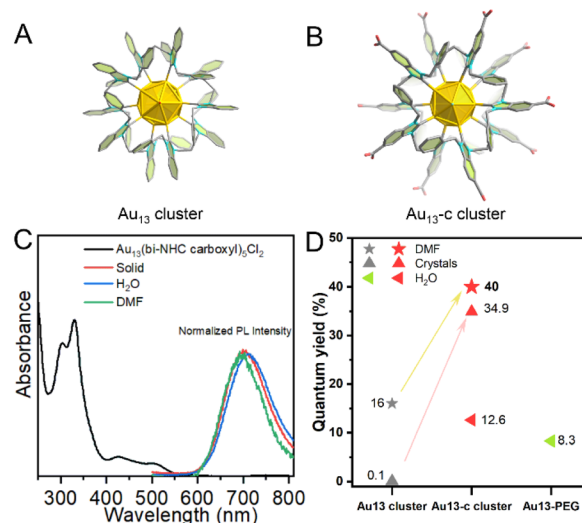 A
B
Au13 cluster
Au13-c cluster
C
Au13(bi-NHC carboxyl)5Cl2
Solid
H2O
DMF
Normalized PL Intensity
Absorbance
300 400 500 600 700 800
Wavelength (nm)
D
50
40
30
20
10
0
Quantum yield (%)
DMF
Crystals
H2O
40
34.9
16
12.6
8.3
0.1
Au13 cluster Au13-c cluster Au13-PEG